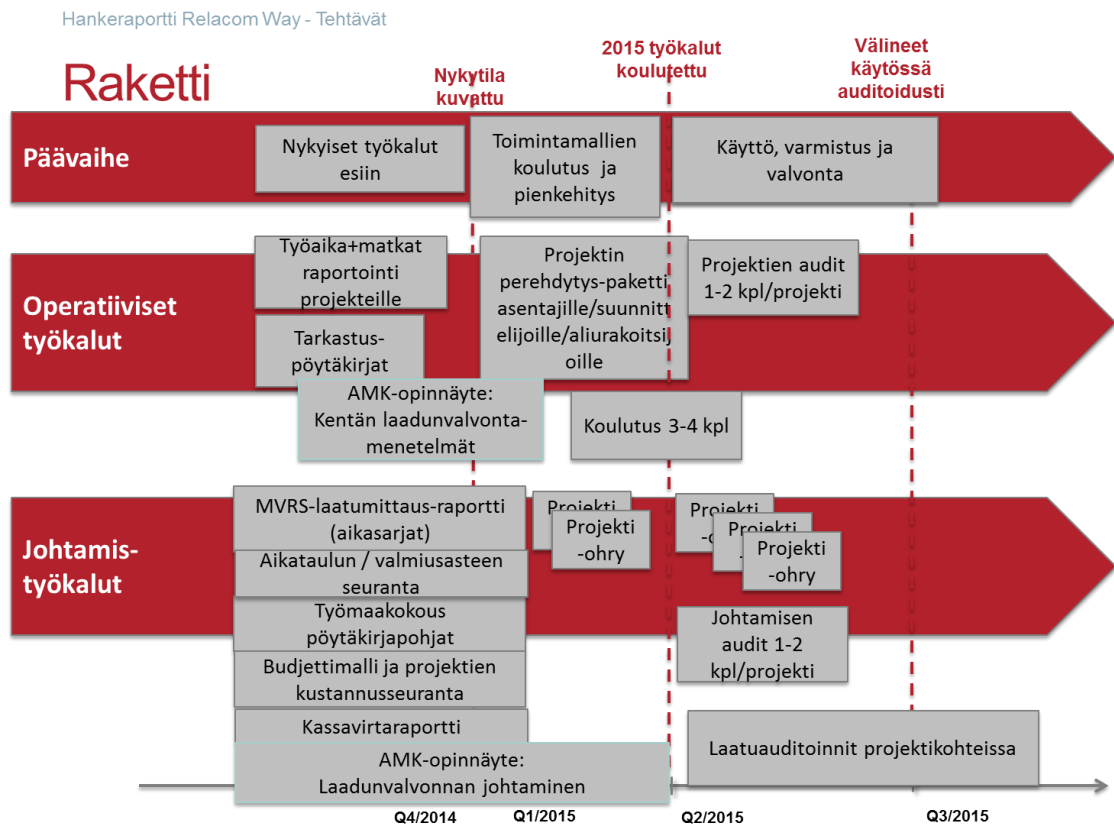 Hankeraportti Relacom Way - Tehtävät
Raketti
Nykytila
kuvattu
2015 työkalut
koulutettu
Välineet
käytössä
auditoidusti
Päävaihe
Nykyiset työkalut
esiin
Toimintamallien
koulutus ja
pienkehitys
Käyttö, varmistus ja
valvonta
Operatiiviset
työkalut
Työaika+matkat
raportointi
projekteille
Tarkastus-
pöytäkirjat
AMK-opinnäyte:
Kentän laadunvalvonta-
menetelmät
Projektin
perehdytys-paketti
asentajille/suunnitt
elijoille/aliurakoitsij
oille
Koulutus 3-4 kpl
Projektien audit
1-2 kpl/projekti
Johtamis-
työkalut
MVRS-laatumittaus-raportti
(aikasarjat)
Aikataulun / valmiusasteen
seuranta
Työmaakokous
pöytäkirjapohjat
Budjettimalli ja projektien
kustannusseuranta
Kassavirtaraportti
AMK-opinnäyte:
Laadunvalvonnan johtaminen
Projekti
Projekti
-ohry
Projekti
-o
Projekti
-
Projekti
-ohry
Johtamisen
audit 1-2
kpl/projekti
Laatuauditoinnit projektikohteissa
Q4/2014
Q1/2015
Q2/2015
Q3/2015